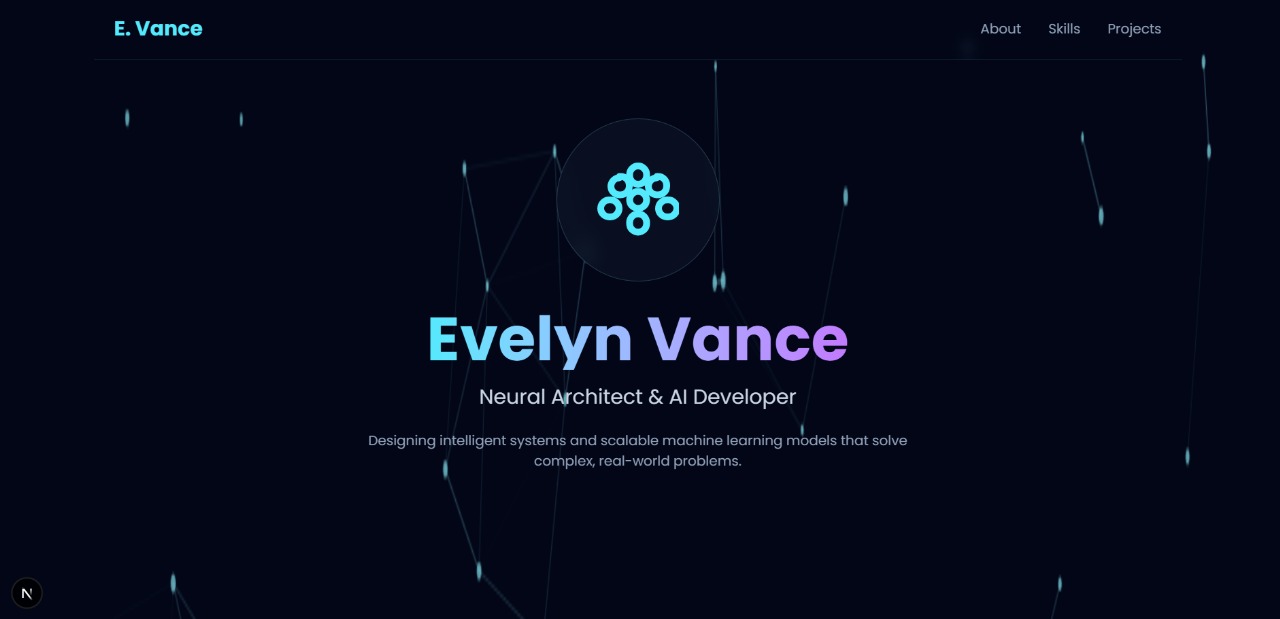 E. Vance
About Skills Projects
Evelyn Vance
Neural Architect & AI Developer
Designing intelligent systems and scalable machine learning models that solve
complex, real-world problems.
N